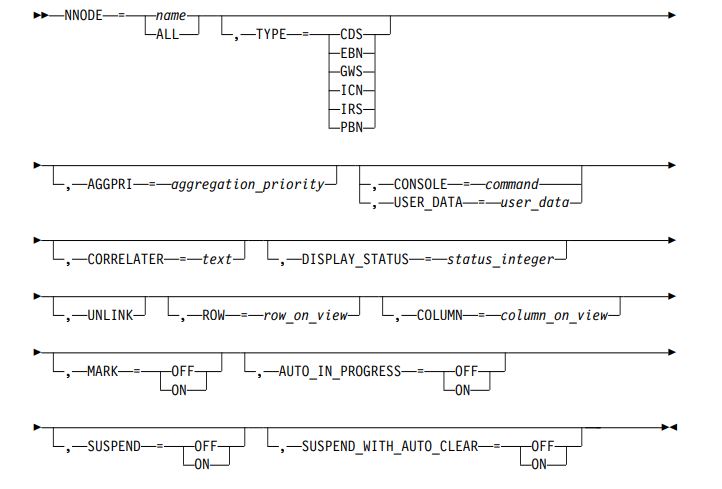 NNODE = name , TYPE = CDS
ALL
EBN
GWS
ICN
IRS
PBN
, AGGPRI = aggregation_priority , CONSOLE = command
, USER_DATA = user_data
, CORRELATER = text , DISPLAY_STATUS = status_integer
, UNLINK , ROW = row_on_view , COLUMN = column_on_view
, MARK = OFF , AUTO_IN_PROGRESS = OFF
ON ON
, SUSPEND = OFF , SUSPEND_WITH_AUTO_CLEAR = OFF
ON ON